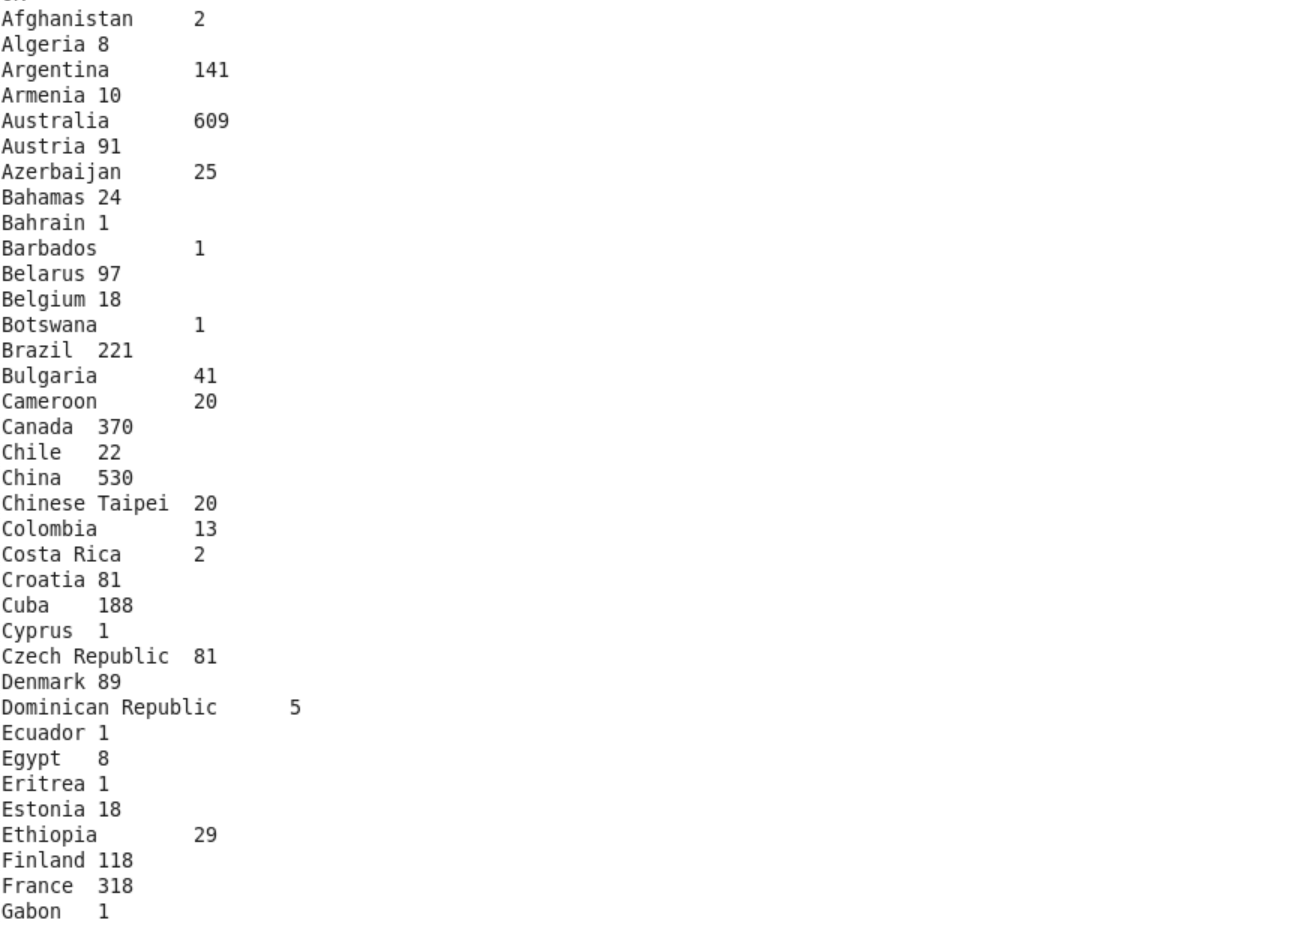 Afghanistan	2
Algeria	8
Argentina	141
Armenia	10
Australia	609
Austria	91
Azerbaijan	25
Bahamas	24
Bahrain	1
Barbados	1
Belarus	97
Belgium	18
Botswana	1
Brazil	221
Bulgaria	41
Cameroon	20
Canada	370
Chile	22
China	530
Chinese Taipei	20
Colombia	13
Costa Rica	2
Croatia	81
Cuba	188
Cyprus	1
Czech Republic	81
Denmark	89
Dominican Republic	5
Ecuador	1
Egypt	8
Eritrea	1
Estonia	18
Ethiopia	29
Finland	118
France	318
Gabon	1